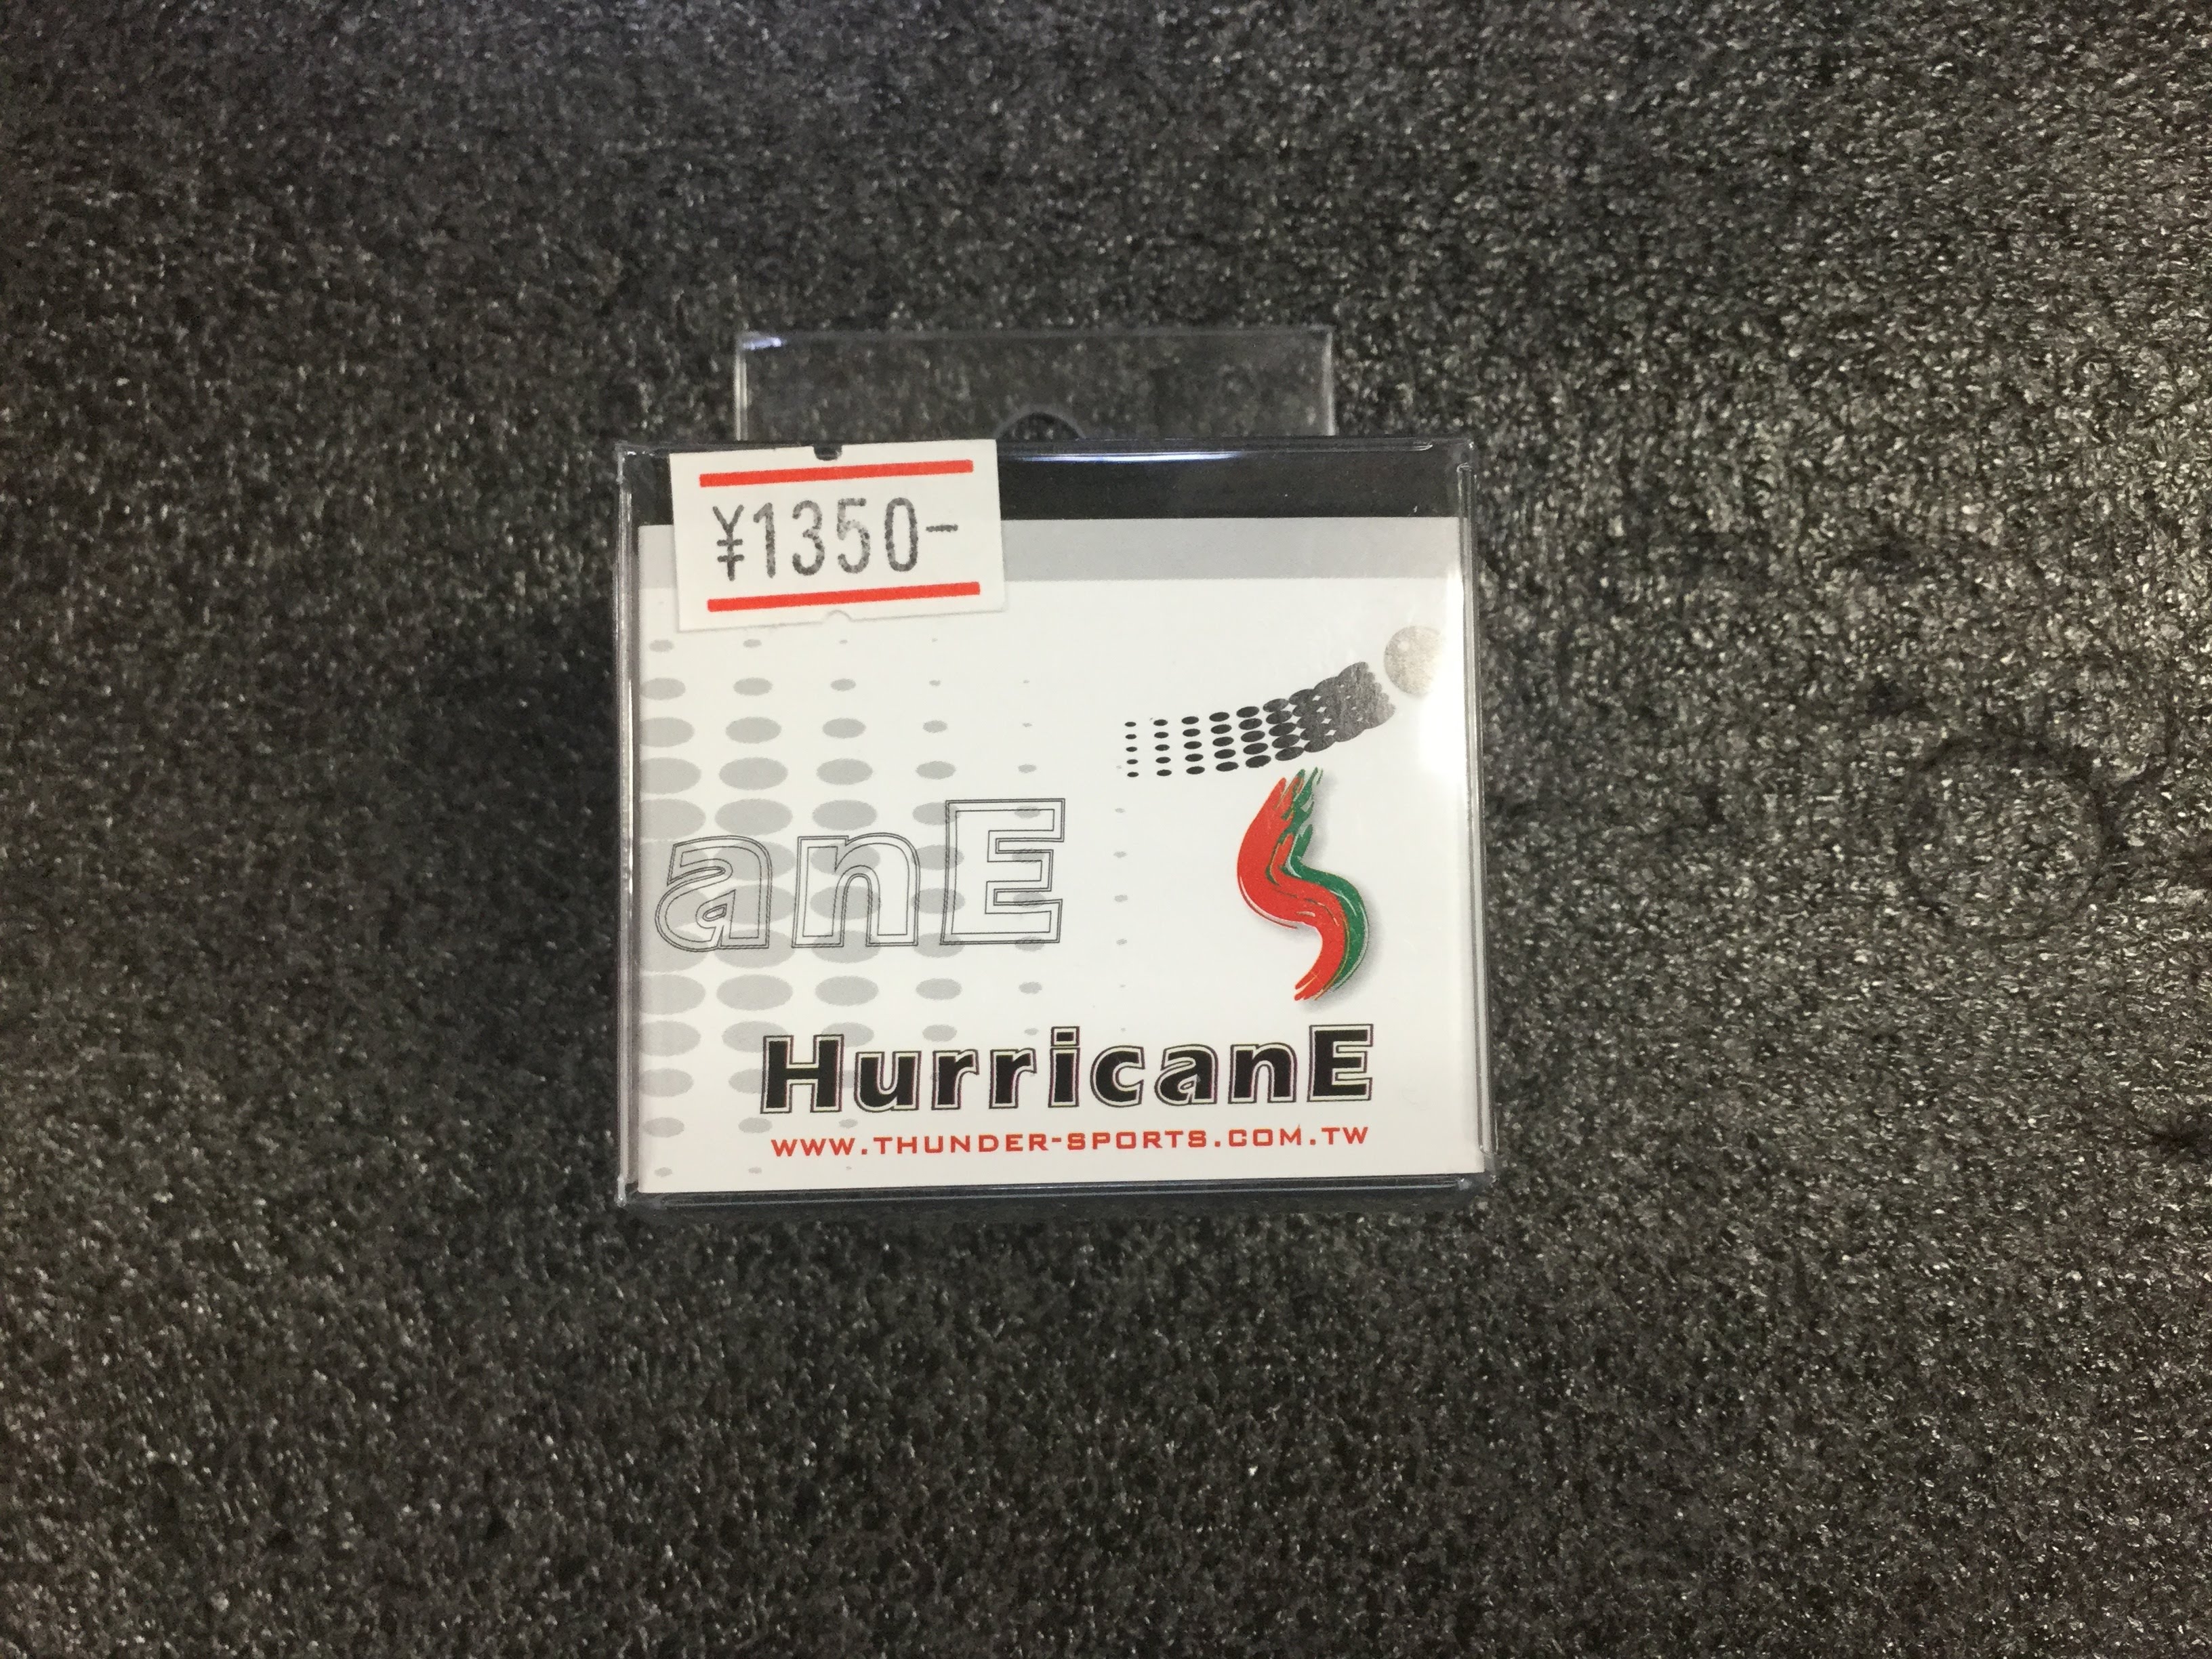 ¥1350-
anE
HurricanE
WWW.THUNDER-SPORTS.COM.TW